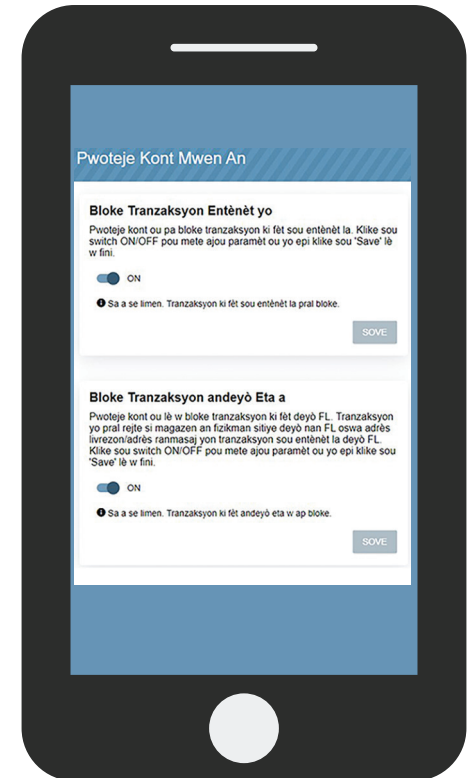 Pwoteje Kont Mwen An
Bloke Tranzaksyon Entènèt yo
Pwoteje kont ou pa bloke tranzaksyon ki fèt sou entènèt la. Klike sou
switch ON/OFF pou mete ajou paramèt ou yo epi klike sou 'Save' lè
w fini.
ON
Sa a se limen. Tranzaksyon ki fèt sou entènèt la pral bloke.
SOVE
Bloke Tranzaksyon andeyò Eta a
Pwoteje kont ou lè w bloke tranzaksyon ki fèt deyò FL. Tranzaksyon
yo pral rejte si magazen an fizikman sitiye deyò nan FL oswa adrès
livrezon/adrès ranmasaj yon tranzaksyon sou entènèt la deyò FL.
Klike sou switch ON/OFF pou mete ajou paramèt ou yo epi klike sou
'Save' lè w fini.
ON
Sa a se limen. Tranzaksyon ki fèt andeyò eta w ap bloke.
SOVE